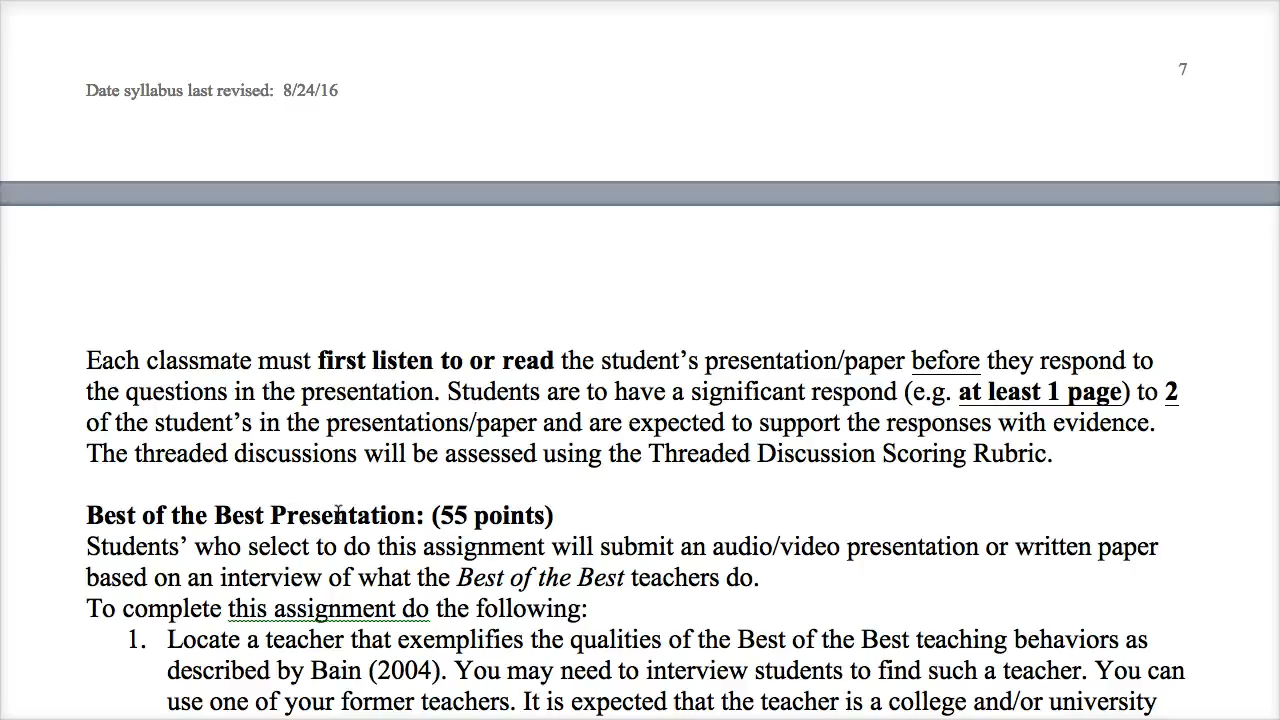 7
Date syllabus last revised: 8/24/16
Each classmate must first listen to or read the student’s presentation/paper before they respond to
the questions in the presentation. Students are to have a significant respond (e.g. at least 1 page) to 2
of the student’s in the presentations/paper and are expected to support the responses with evidence.
The threaded discussions will be assessed using the Threaded Discussion Scoring Rubric.
Best of the Best Presentation: (55 points)
Students’ who select to do this assignment will submit an audio/video presentation or written paper
based on an interview of what the Best of the Best teachers do.
To complete this assignment do the following:
1. Locate a teacher that exemplifies the qualities of the Best of the Best teaching behaviors as
described by Bain (2004). You may need to interview students to find such a teacher. You can
use one of your former teachers. It is expected that the teacher is a college and/or university